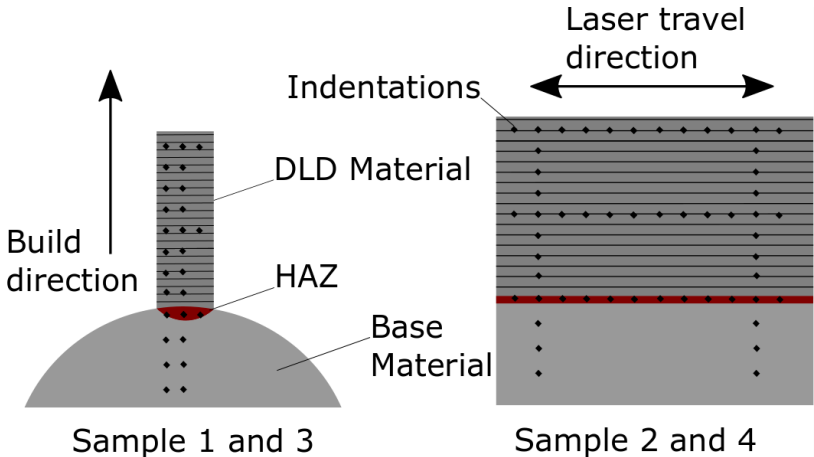 Build
direction
DLD Material
HAZ
Base
Material
Sample 1 and 3
Laser travel
direction
Indentations
Sample 2 and 4